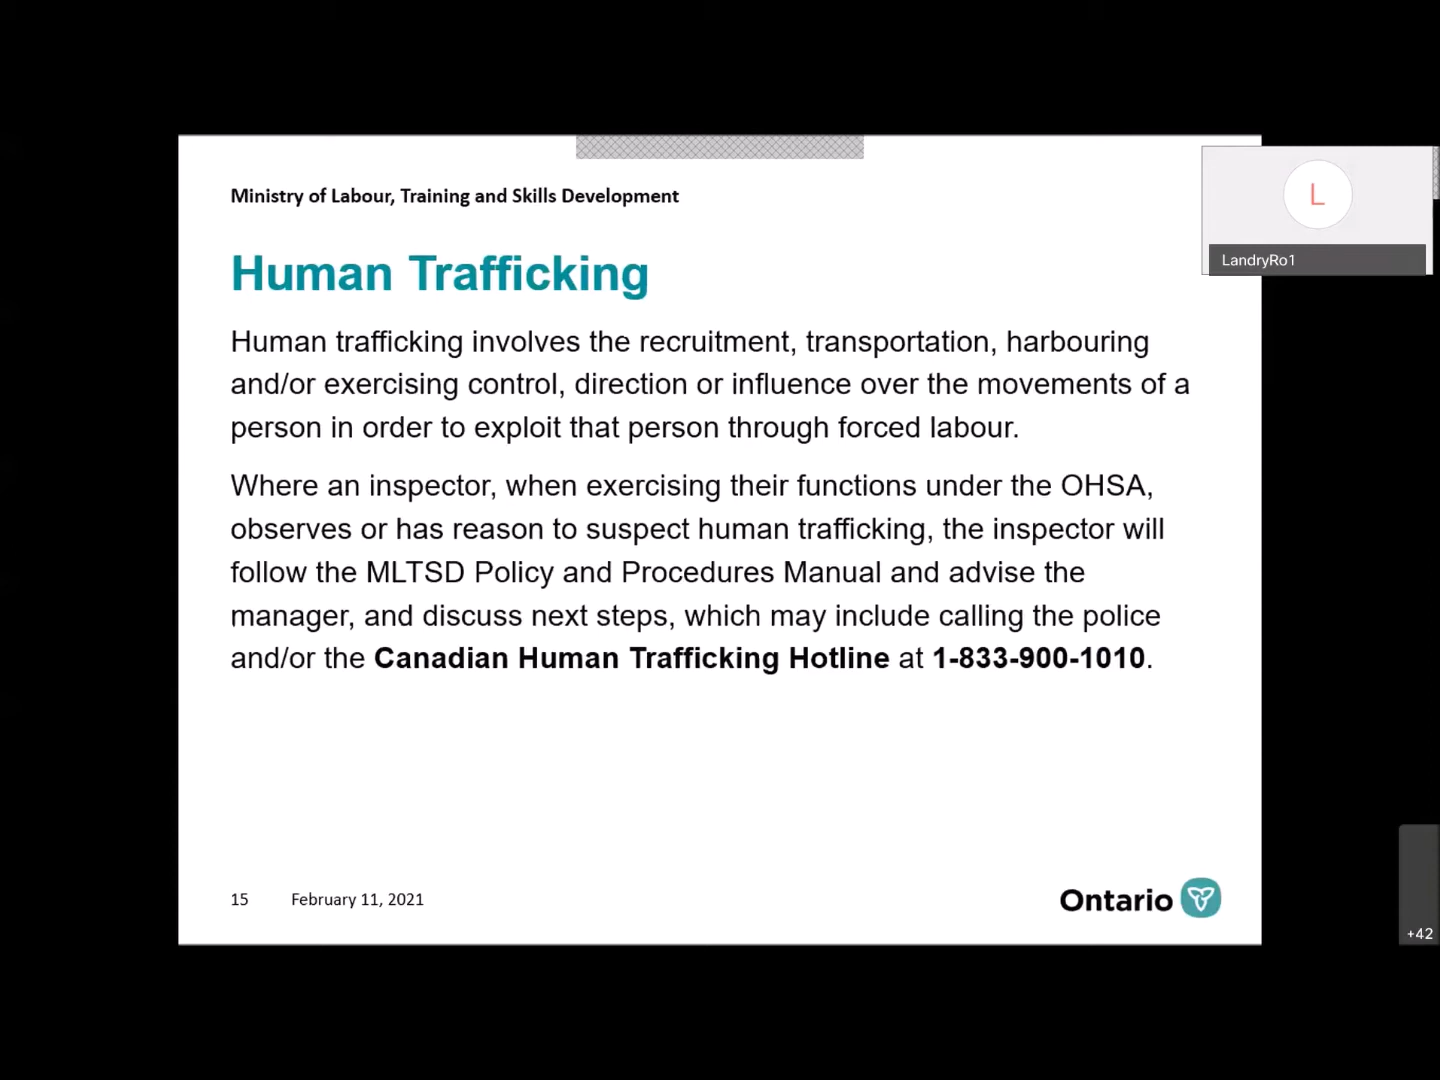 Ministry of Labour, Training and Skills Development
L
LandryRo1
Human Trafficking
Human trafficking involves the recruitment, transportation, harbouring
and/or exercising control, direction or influence over the movements of a
person in order to exploit that person through forced labour.
Where an inspector, when exercising their functions under the OHSA,
observes or has reason to suspect human trafficking, the inspector will
follow the MLTSD Policy and Procedures Manual and advise the
manager, and discuss next steps, which may include calling the police
and/or the Canadian Human Trafficking Hotline at 1-833-900-1010.
15 February 11, 2021
Ontario
+42